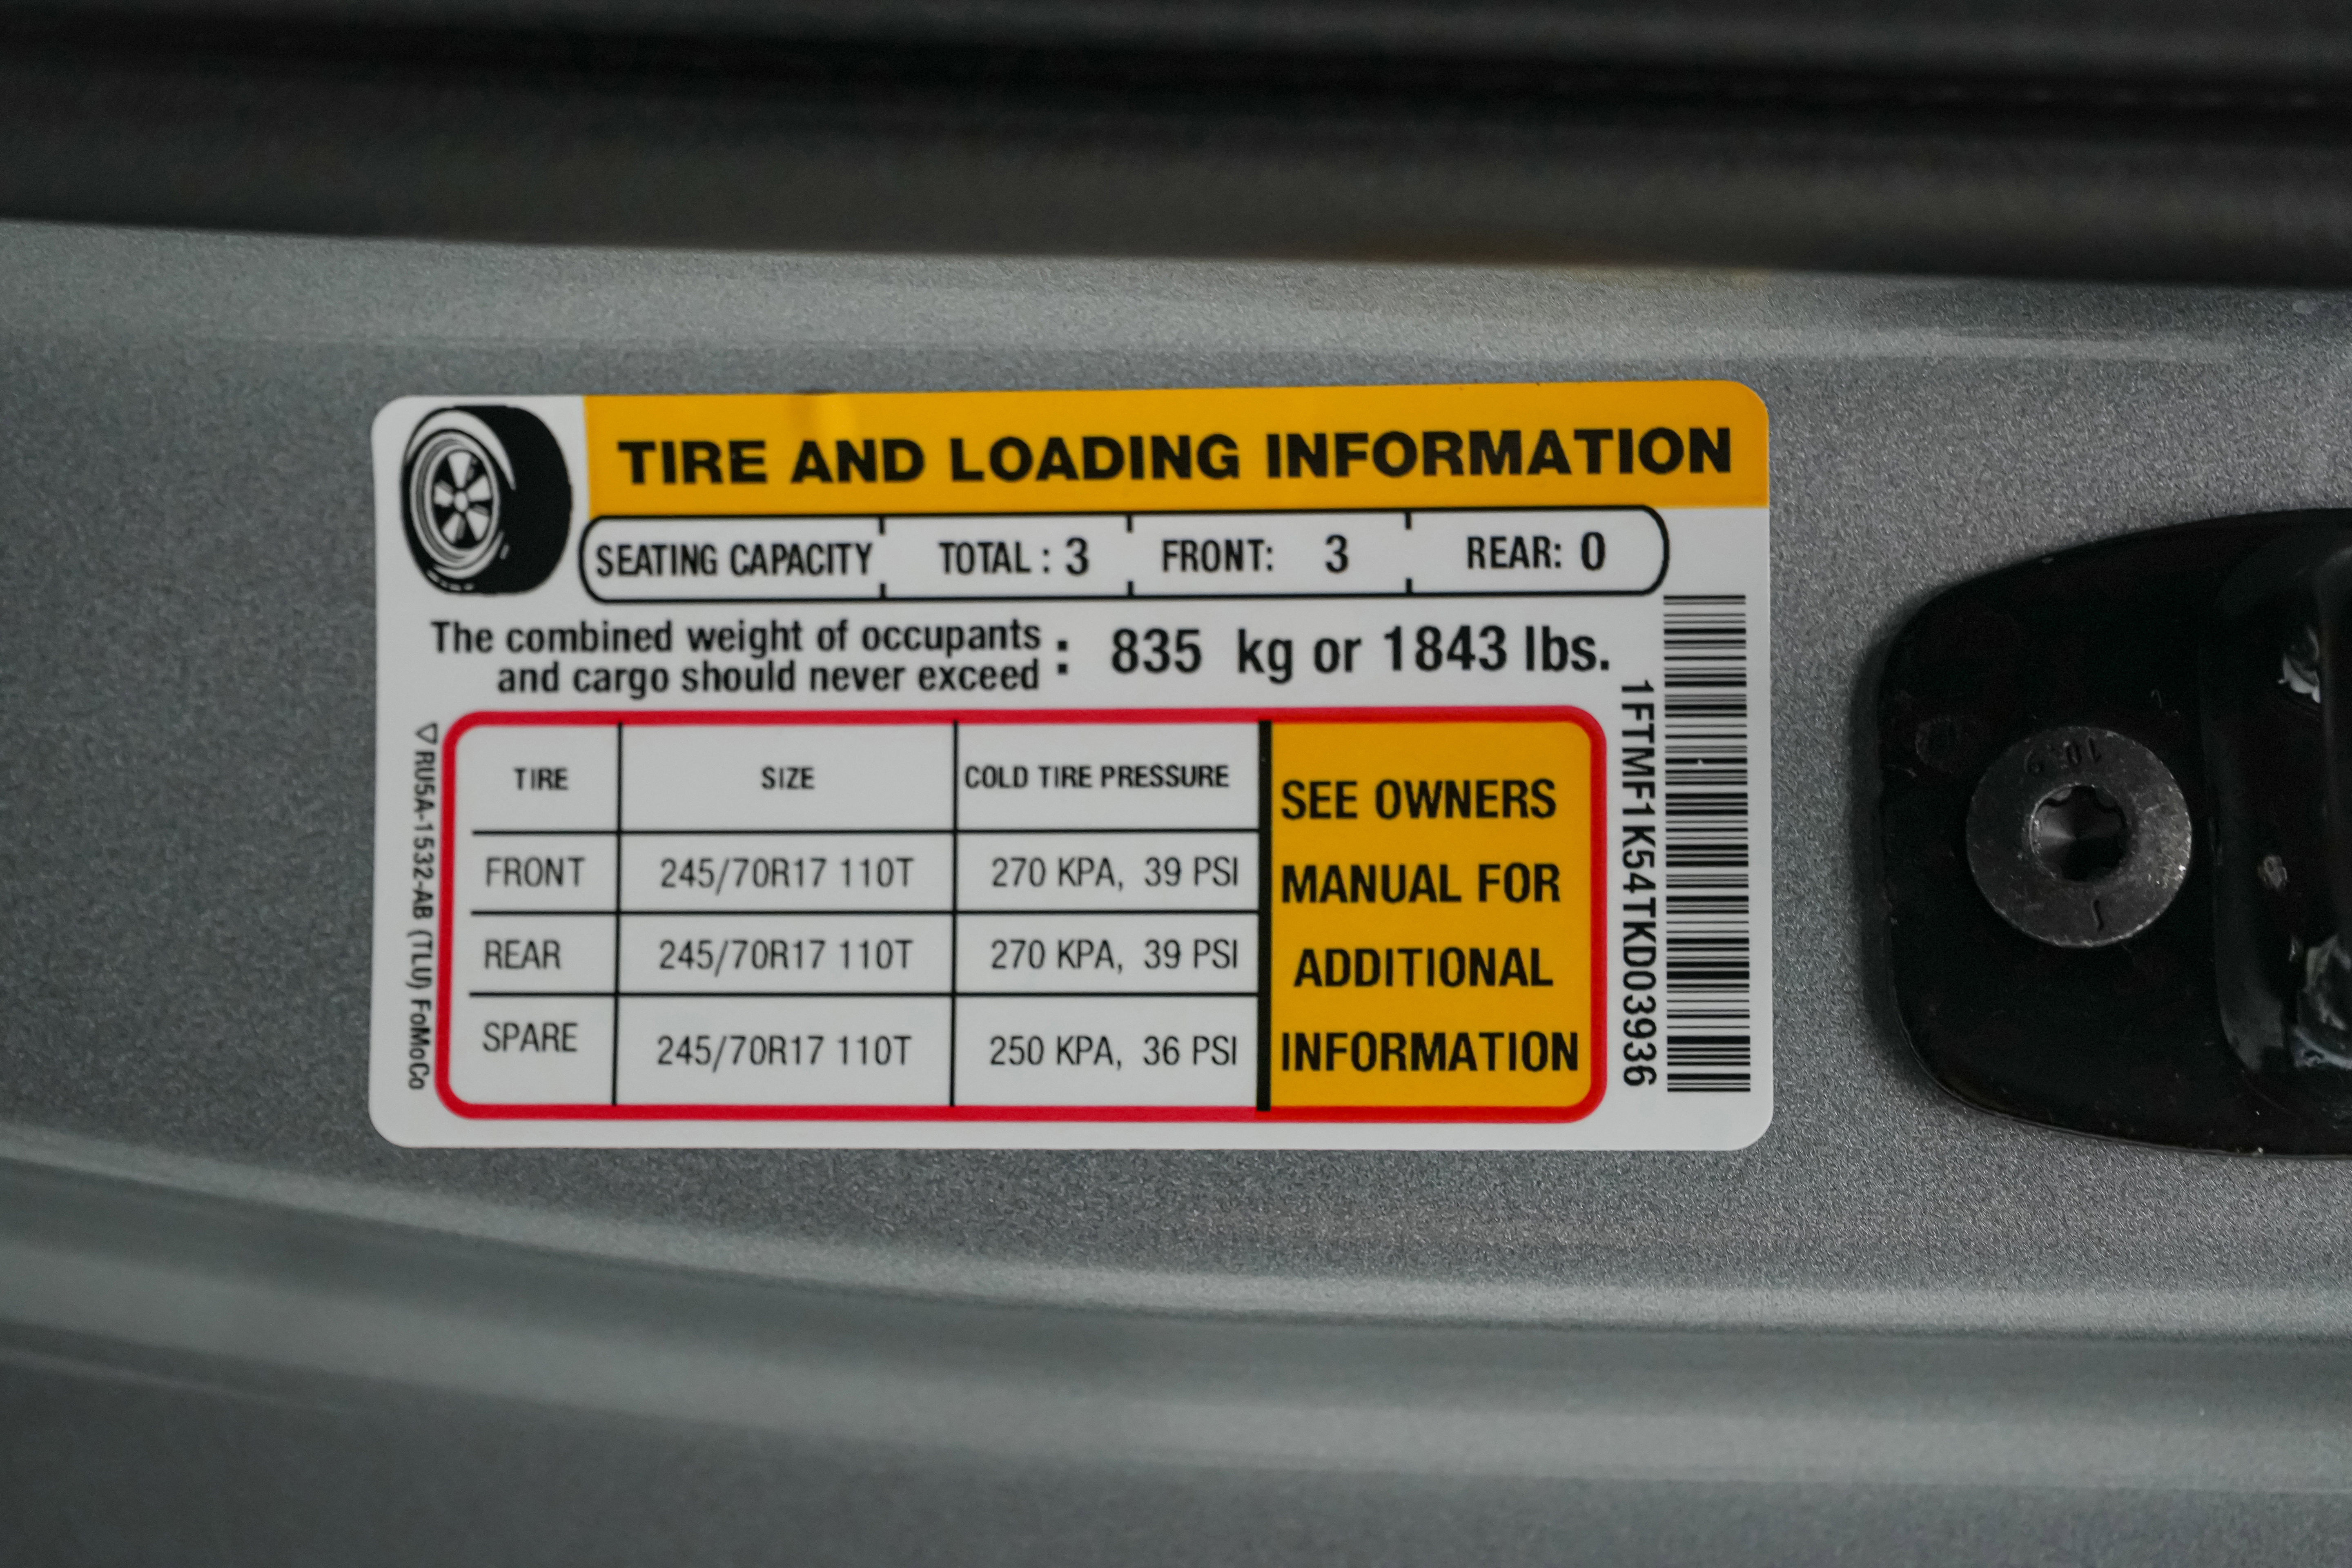 TIRE AND LOADING INFORMATION
SEATING CAPACITY TOTAL : 3 FRONT: 3 REAR: 0
The combined weight of occupants
and cargo should never exceed : 835 kg or 1843 lbs.
TIRE SIZE COLD TIRE PRESSURE
FRONT 245/70R17 110T 270 KPA, 39 PSI
REAR 245/70R17 110T 270 KPA, 39 PSI
SPARE 245/70R17 110T 250 KPA, 36 PSI
SEE OWNERS
MANUAL FOR
ADDITIONAL
INFORMATION
1FTMF1K54TKD03936
RU5A-1532-AB (TLU) FoMoCo
10.9